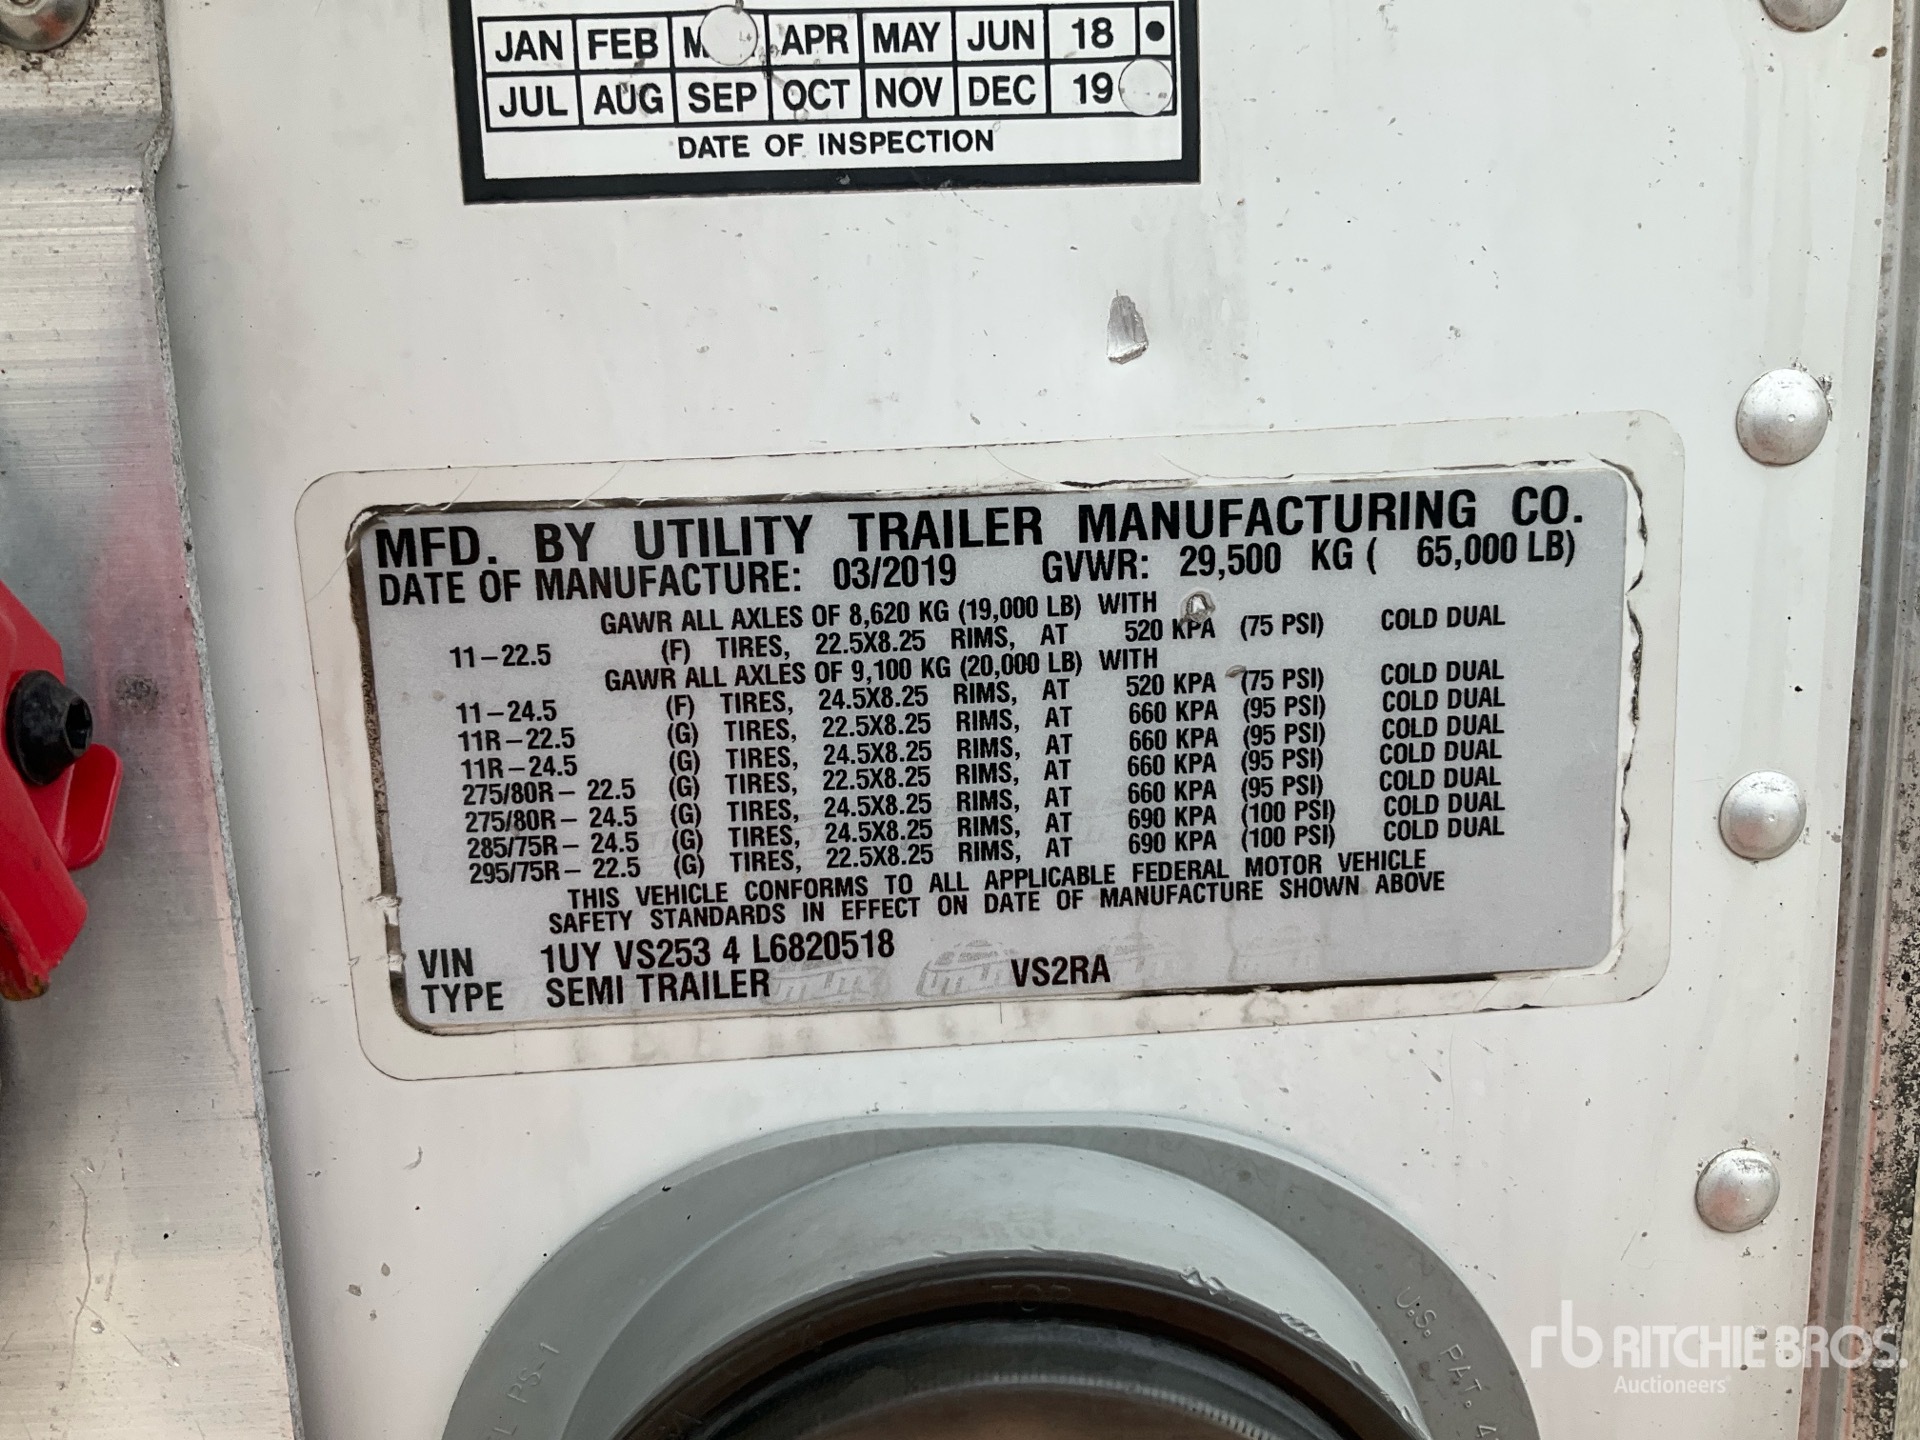 JAN FEB APR MAY JUN 18
JUL AUG SEP OCT NOV DEC 19
DATE OF INSPECTION
MFD. BY UTILITY TRAILER MANUFACTURING CO.
DATE OF MANUFACTURE: 03/2019 GVWR: 29,500 KG ( 65,000 LB)
GAWR ALL AXLES OF 8,620 KG (19,000 LB) WITH
11-22.5 (F) TIRES, 22.5X8.25 RIMS, AT 520 KPA (75 PSI) COLD DUAL
GAWR ALL AXLES OF 9,100 KG (20,000 LB) WITH
11-24.5 (F) TIRES, 24.5X8.25 RIMS, AT 520 KPA (75 PSI) COLD DUAL
11R-22.5 (G) TIRES, 22.5X8.25 RIMS, AT 660 KPA (95 PSI) COLD DUAL
11R-24.5 (G) TIRES, 24.5X8.25 RIMS, AT 660 KPA (95 PSI) COLD DUAL
275/80R- 22.5 (G) TIRES, 22.5X8.25 RIMS, AT 660 KPA (95 PSI) COLD DUAL
275/80R- 24.5 (G) TIRES, 24.5X8.25 RIMS, AT 660 KPA (95 PSI) COLD DUAL
285/75R- 24.5 (G) TIRES, 24.5X8.25 RIMS, AT 690 KPA (100 PSI) COLD DUAL
295/75R- 22.5 (G) TIRES, 22.5X8.25 RIMS, AT 690 KPA (100 PSI) COLD DUAL
THIS VEHICLE CONFORMS TO ALL APPLICABLE FEDERAL MOTOR VEHICLE
SAFETY STANDARDS IN EFFECT ON DATE OF MANUFACTURE SHOWN ABOVE
VIN 1UY VS253 4 L6820518
TYPE SEMI TRAILER VS2RA
TOP
PS-1
U.S. PAT.
rb RITCHIE BROS.
Auctioneers